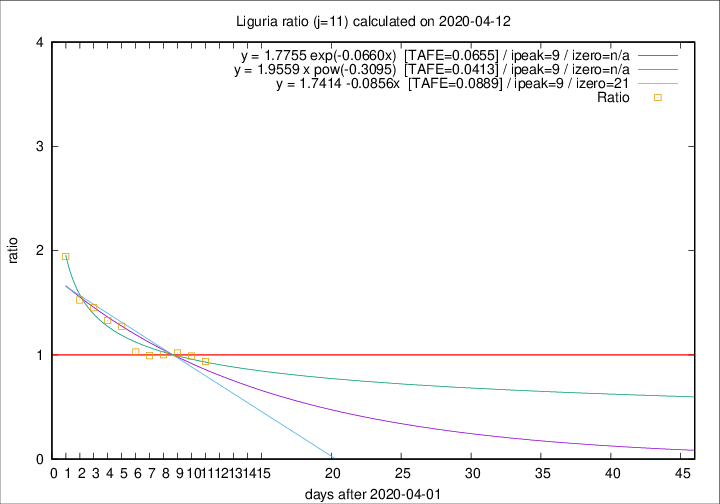 Liguria ratio (j=11) calculated on 2020-04-12
y = 1.7755 exp(-0.0660x) [TAFE=0.0655] / ipeak=9 / izero=n/a
y = 1.9559 x pow(-0.3095) [TAFE=0.0413] / ipeak=9 / izero=n/a
y = 1.7414 -0.0856x [TAFE=0.0889] / ipeak=9 / izero=21
Ratio
4
3
2
1
0
ratio
0 1 2 3 4 5 6 7 8 9 10 11 12 13 14 15 20 25 30 35 40 45
days after 2020-04-01